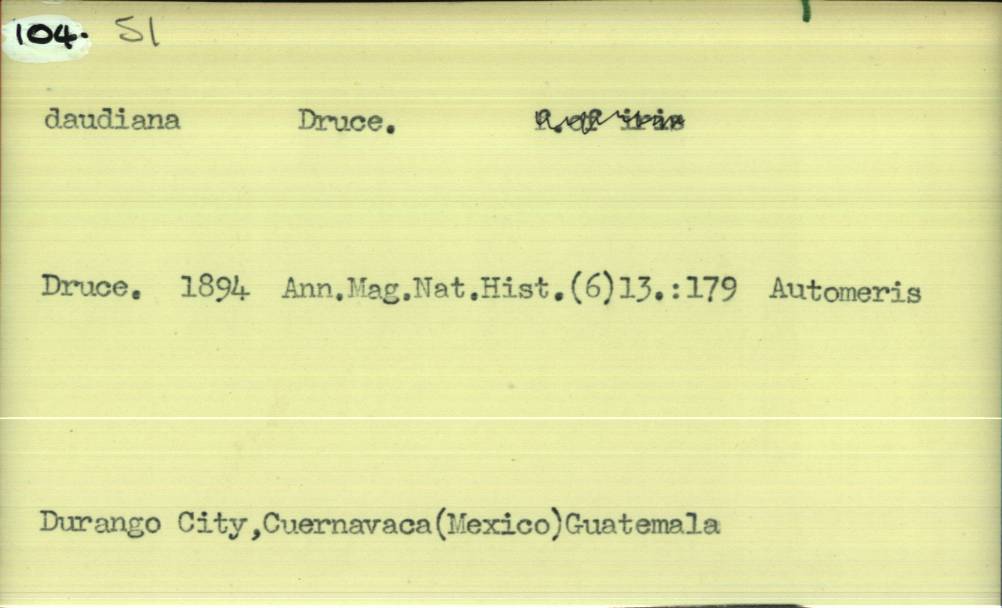 104. 51
daudiana Druce.
Druce. 1894 Ann.Mag.Nat.Hist.(6)13.:179 Automeris
Durango City,Cuernavaca(Mexico)Guatemala